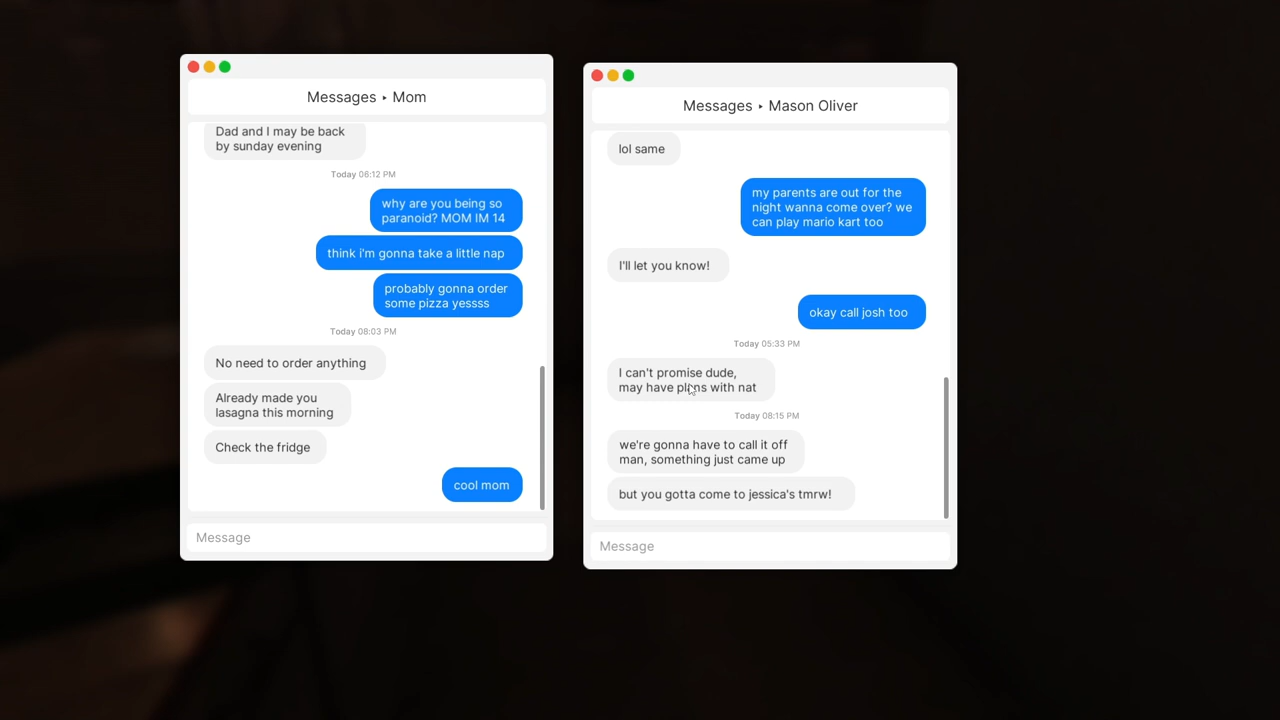 Messages ‣ Mom
Dad and I may be back
by sunday evening
Today 06:12 PM
why are you being so
paranoid? MOM IM 14
think i'm gonna take a little nap
probably gonna order
some pizza yessss
Today 08:03 PM
No need to order anything
Already made you
lasagna this morning
Check the fridge
cool mom
Message
Messages ‣ Mason Oliver
lol same
my parents are out for the
night wanna come over? we
can play mario kart too
I'll let you know!
okay call josh too
Today 05:33 PM
I can't promise dude,
may have plans with nat
Today 08:15 PM
we're gonna have to call it off
man, something just came up
but you gotta come to jessica's tmrw!
Message